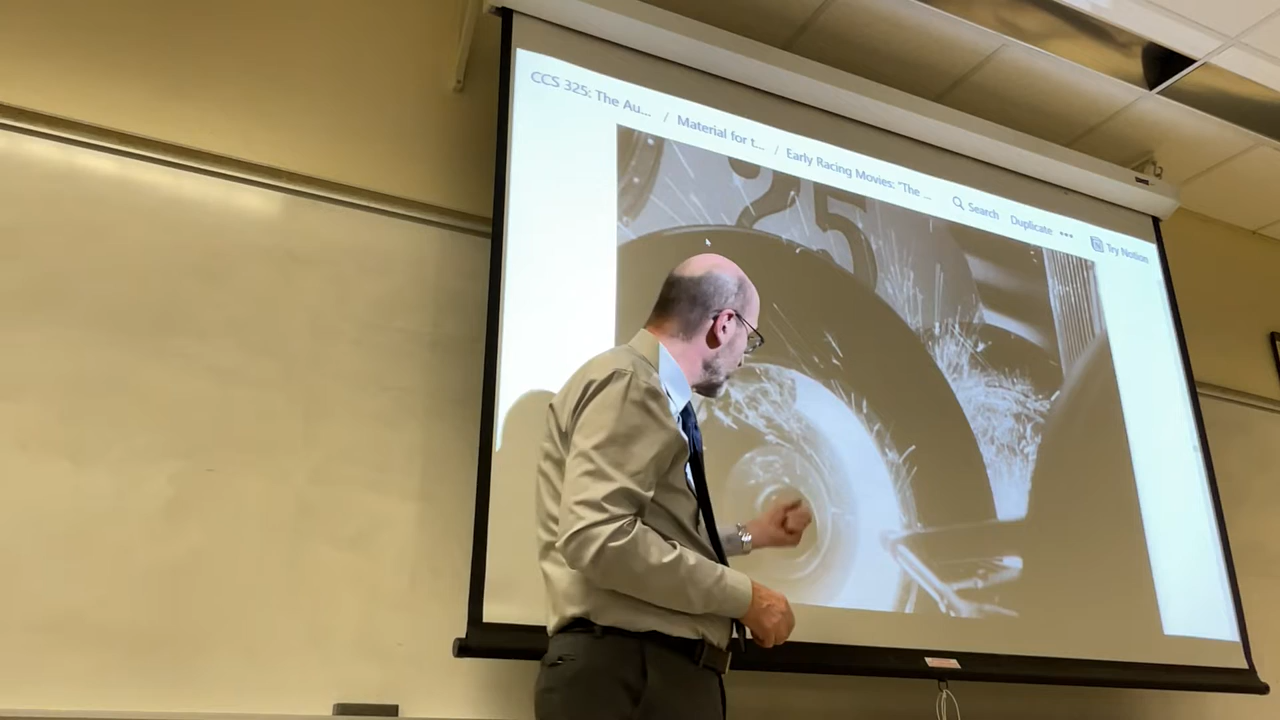 CCS 325: The Au... / Material for t... / Early Racing Movies: "The ... Search Duplicate ••• Try Notion
25